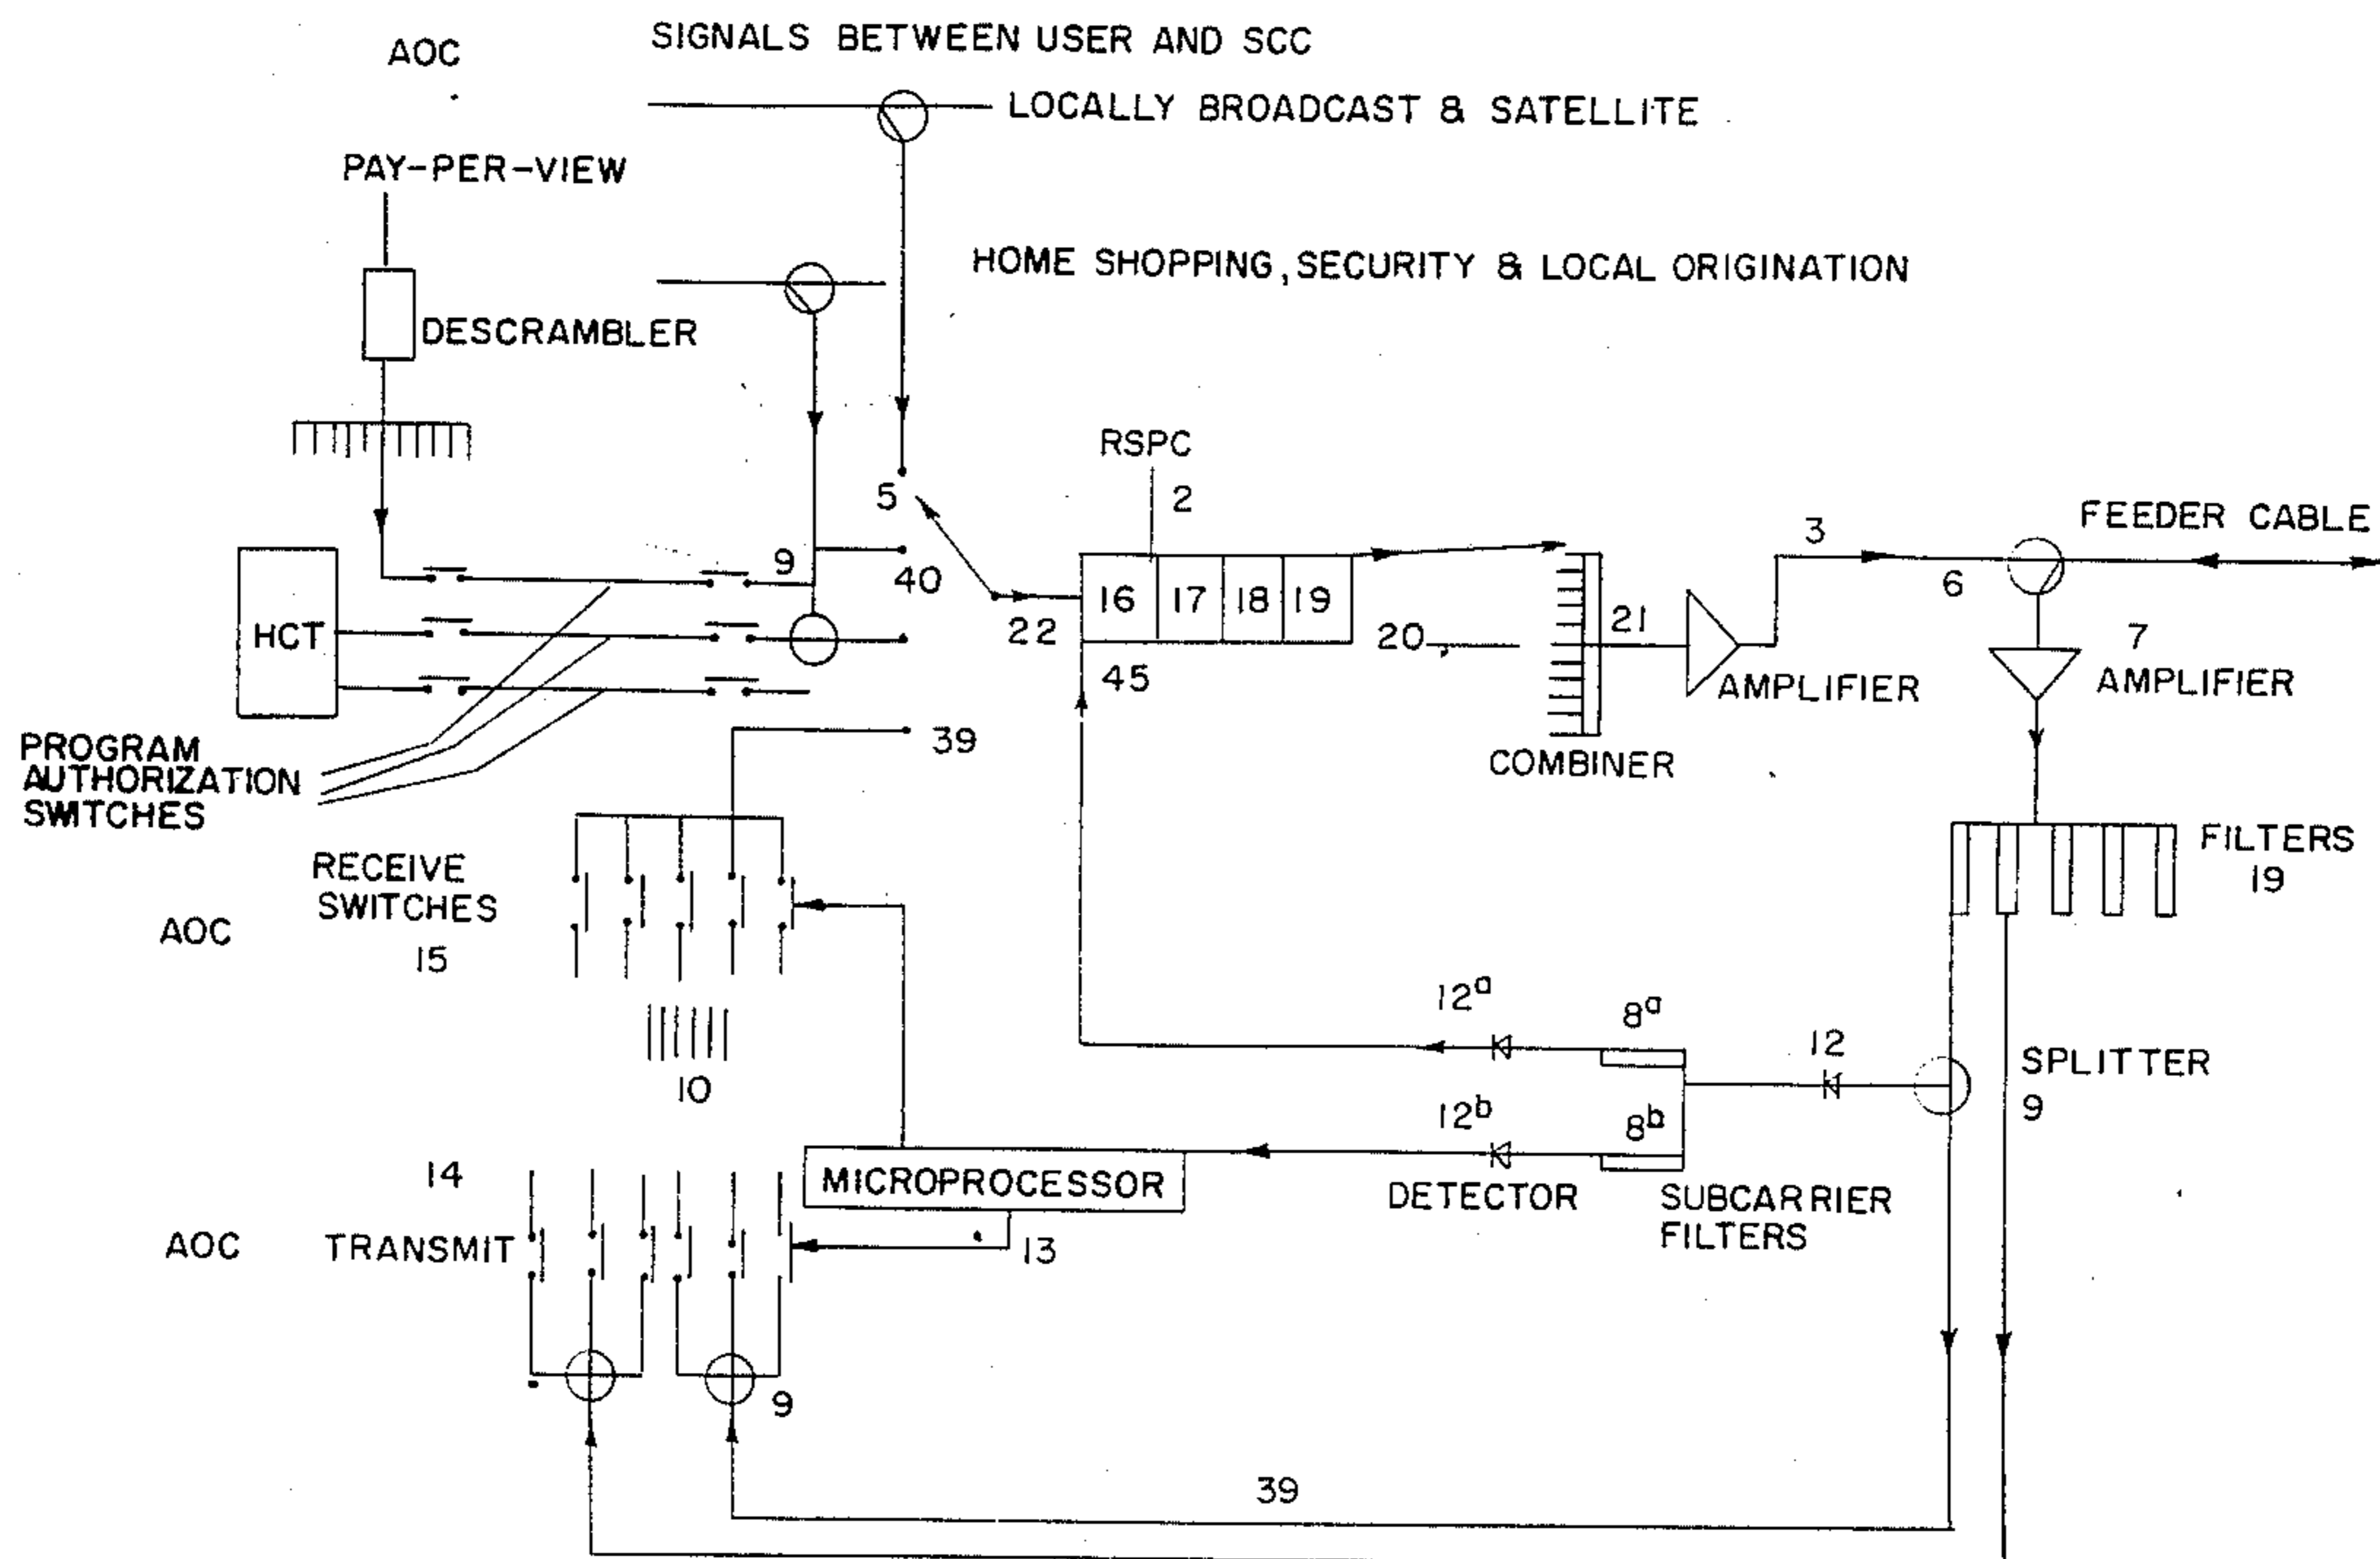 AOC
SIGNALS BETWEEN USER AND SCC
LOCALLY BROADCAST & SATELLITE
PAY-PER-VIEW
HOME SHOPPING, SECURITY & LOCAL ORIGINATION
DESCRAMBLER
RSPC
2
5
3
FEEDER CABLE
9
40
6
16 17 18 19
HCT
22
20
21
7
45
AMPLIFIER
AMPLIFIER
PROGRAM
AUTHORIZATION
SWITCHES
39
COMBINER
RECEIVE
SWITCHES
15
AOC
FILTERS
19
12a
8a
12
SPLITTER
9
10
12b
8b
14
MICROPROCESSOR
DETECTOR
SUBCARRIER
FILTERS
AOC
TRANSMIT
13
9
39